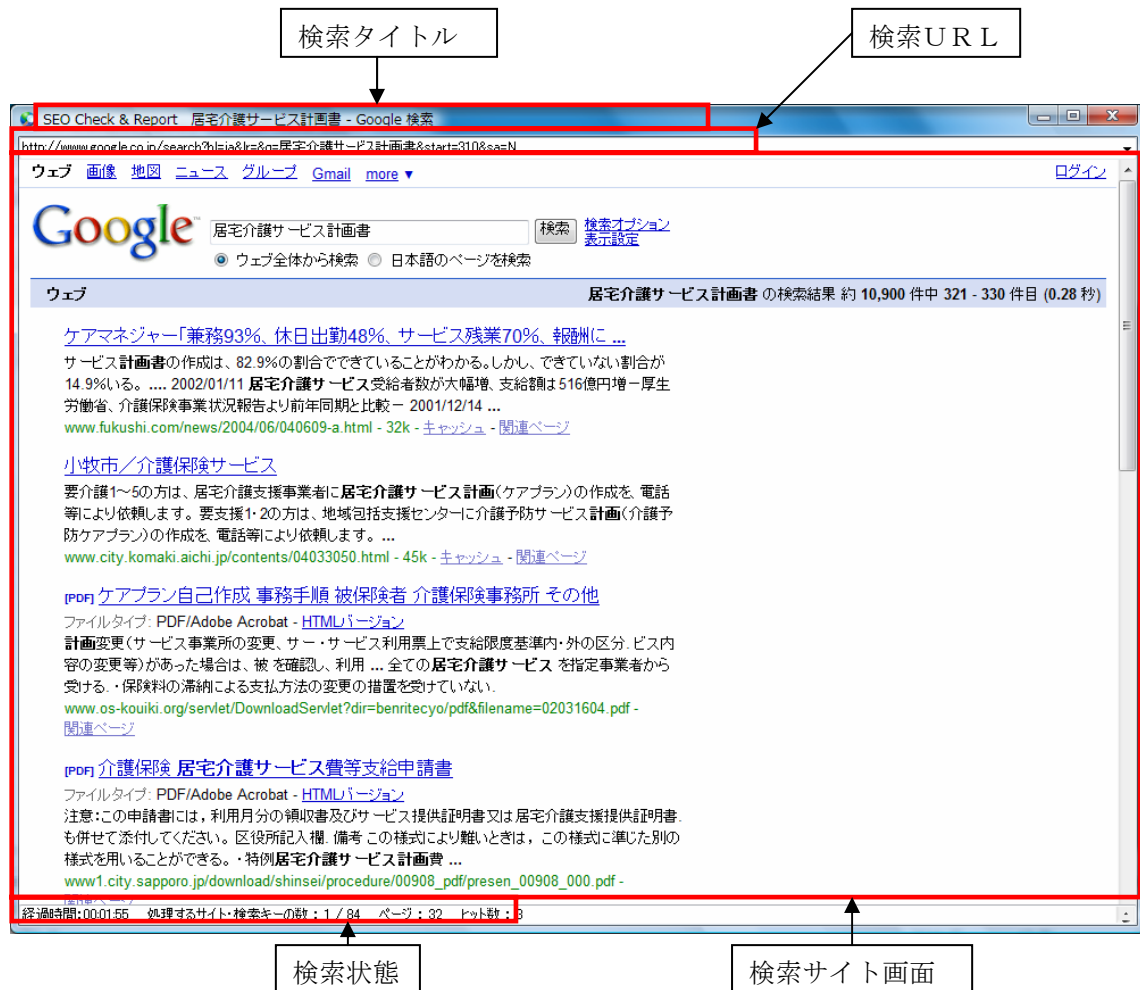 検索タイトル
検索ＵＲＬ
SEO Check & Report 居宅介護サービス計画書 - Google 検索
http://www.google.co.jp/search?hl=ja&lr=&q=居宅介護サービス計画書&start=310&sa=N
ウェブ 画像 地図 ニュース グループ Gmail more ▼ ログイン
Google™ 居宅介護サービス計画書 検索 検索オプション
表示設定
ウェブ全体から検索 日本語のページを検索
ウェブ 居宅介護サービス計画書 の検索結果 約 10,900 件中 321 - 330 件目 (0.28 秒)
ケアマネジャー「兼務93%、休日出勤48%、サービス残業70%、報酬に ...
サービス計画書の作成は、82.9%の割合でできていることがわかる。しかし、できていない割合が
14.9%いる。 .... 2002/01/11 居宅介護サービス受給者数が大幅増、支給額は516億円増－厚生
労働省、介護保険事業状況報告より前年同期と比較－ 2001/12/14 ...
www.fukushi.com/news/2004/06/040609-a.html - 32k - キャッシュ - 関連ページ
小牧市／介護保険サービス
要介護1～5の方は、居宅介護支援事業者に居宅介護サービス計画(ケアプラン)の作成を、電話
等により依頼します。要支援1・2の方は、地域包括支援センターに介護予防サービス計画(介護予
防ケアプラン)の作成を、電話等により依頼します。 ...
www.city.komaki.aichi.jp/contents/04033050.html - 45k - キャッシュ - 関連ページ
[PDF] ケアプラン自己作成 事務手順 被保険者 介護保険事務所 その他
ファイルタイプ: PDF/Adobe Acrobat - HTMLバージョン
計画変更(サービス事業所の変更、サー・サービス利用票上で支給限度基準内・外の区分. ビス内
容の変更等)があった場合は、被 を確認し、利用 ... 全ての居宅介護サービス を指定事業者から
受ける. ・保険料の滞納による支払方法の変更の措置を受けていない.
www.os-kouiki.org/servlet/DownloadServlet?dir=benritecyo/pdf&filename=02031604.pdf -
関連ページ
[PDF] 介護保険 居宅介護サービス費等支給申請書
ファイルタイプ: PDF/Adobe Acrobat - HTMLバージョン
注意：この申請書には，利用月分の領収書及びサービス提供証明書又は居宅介護支援提供証明書.
も併せて添付してください。区役所記入欄. 備考 この様式により難いときは，この様式に準じた別の
様式を用いることができる。・特例居宅介護サービス計画費 ...
www1.city.sapporo.jp/download/shinsei/procedure/00908_pdf/presen_00908_000.pdf -
関連ページ
経過時間:00:01:55 処理するサイト・検索キーの数：1 / 84 ページ：32 ヒット数：3
検索状態
検索サイト画面